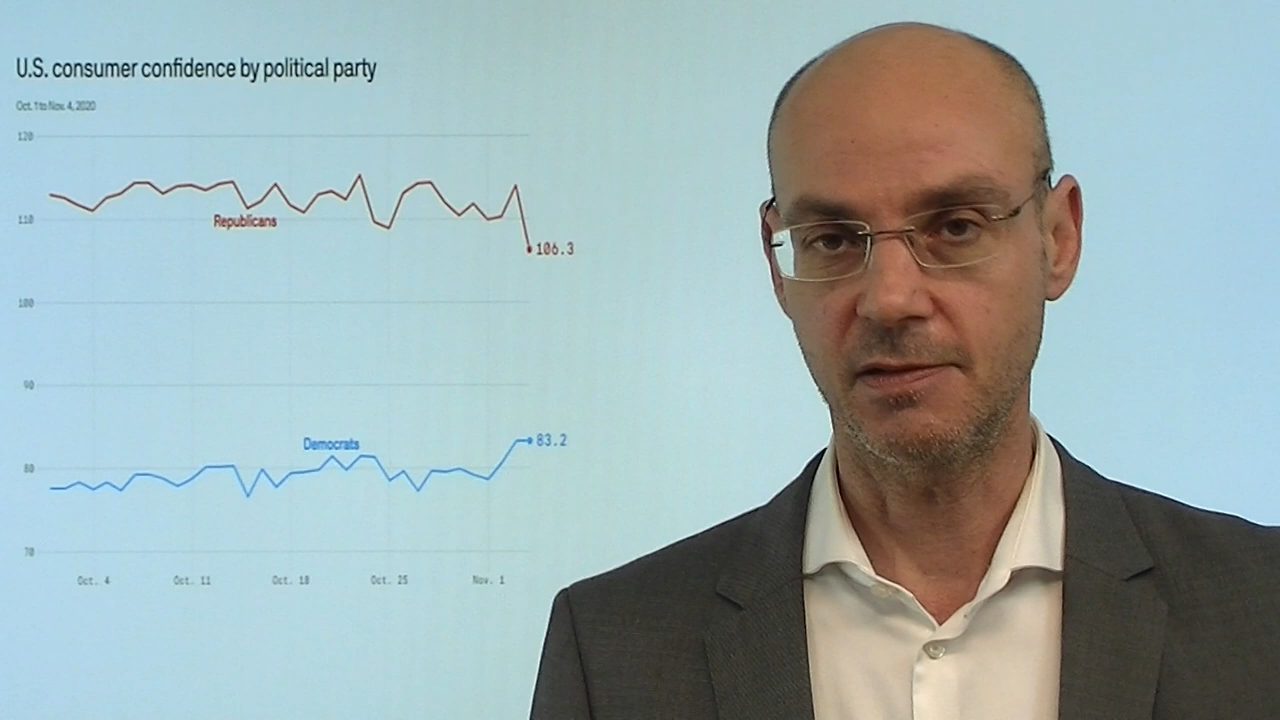 U.S. consumer confidence by political party
Oct. 1 to Nov. 4, 2020
120
Republicans
110
106.3
100
90
Democrats
83.2
80
70
Oct. 4 Oct. 11 Oct. 18 Oct. 25 Nov. 1